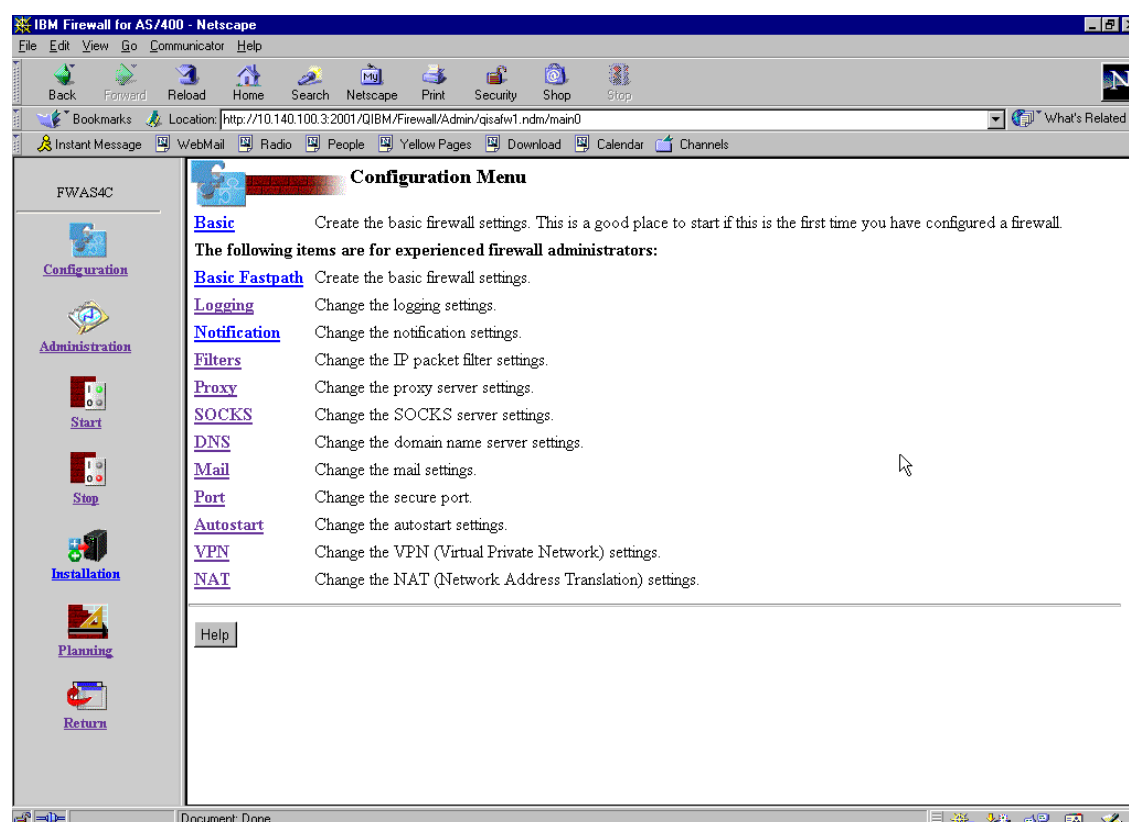 IBM Firewall for AS/400 - Netscape
File Edit View Go Communicator Help
Back Forward Reload Home Search Netscape Print Security Shop Stop
Bookmarks Location: http://10.140.100.3:2001/QIBM/Firewall/Admin/qisafw1.ndm/main0 What's Related
Instant Message WebMail Radio People Yellow Pages Download Calendar Channels
FWAS4C
Configuration
Administration
Start
Stop
Installation
Planning
Return
Configuration Menu
Basic Create the basic firewall settings. This is a good place to start if this is the first time you have configured a firewall.
The following items are for experienced firewall administrators:
Basic Fastpath Create the basic firewall settings.
Logging Change the logging settings.
Notification Change the notification settings.
Filters Change the IP packet filter settings.
Proxy Change the proxy server settings.
SOCKS Change the SOCKS server settings.
DNS Change the domain name server settings.
Mail Change the mail settings.
Port Change the secure port.
Autostart Change the autostart settings.
VPN Change the VPN (Virtual Private Network) settings.
NAT Change the NAT (Network Address Translation) settings.
Help
Document: Done